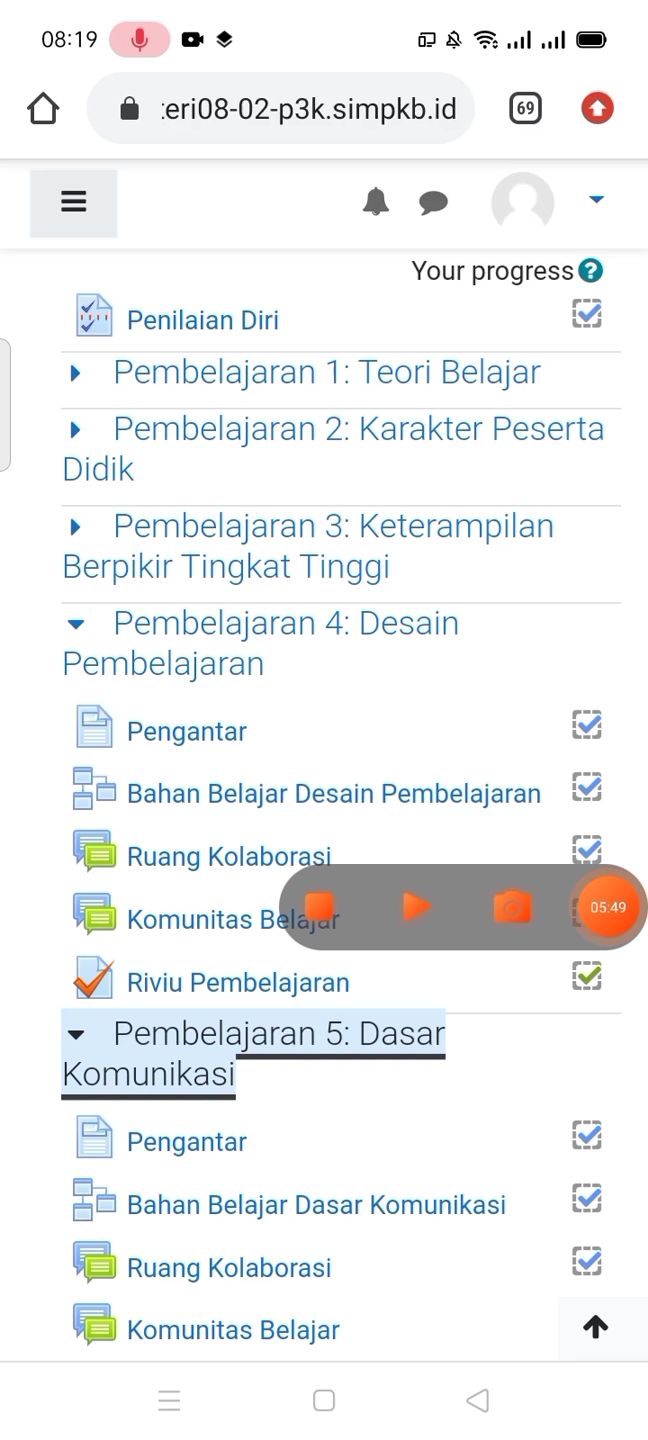 08:19
:eri08-02-p3k.simpkb.id
69
Your progress
Penilaian Diri
Pembelajaran 1: Teori Belajar
Pembelajaran 2: Karakter Peserta
Didik
Pembelajaran 3: Keterampilan
Berpikir Tingkat Tinggi
Pembelajaran 4: Desain
Pembelajaran
Pengantar
Bahan Belajar Desain Pembelajaran
Ruang Kolaborasi
Komunitas Belajar
05:49
Riviu Pembelajaran
Pembelajaran 5: Dasar
Komunikasi
Pengantar
Bahan Belajar Dasar Komunikasi
Ruang Kolaborasi
Komunitas Belajar